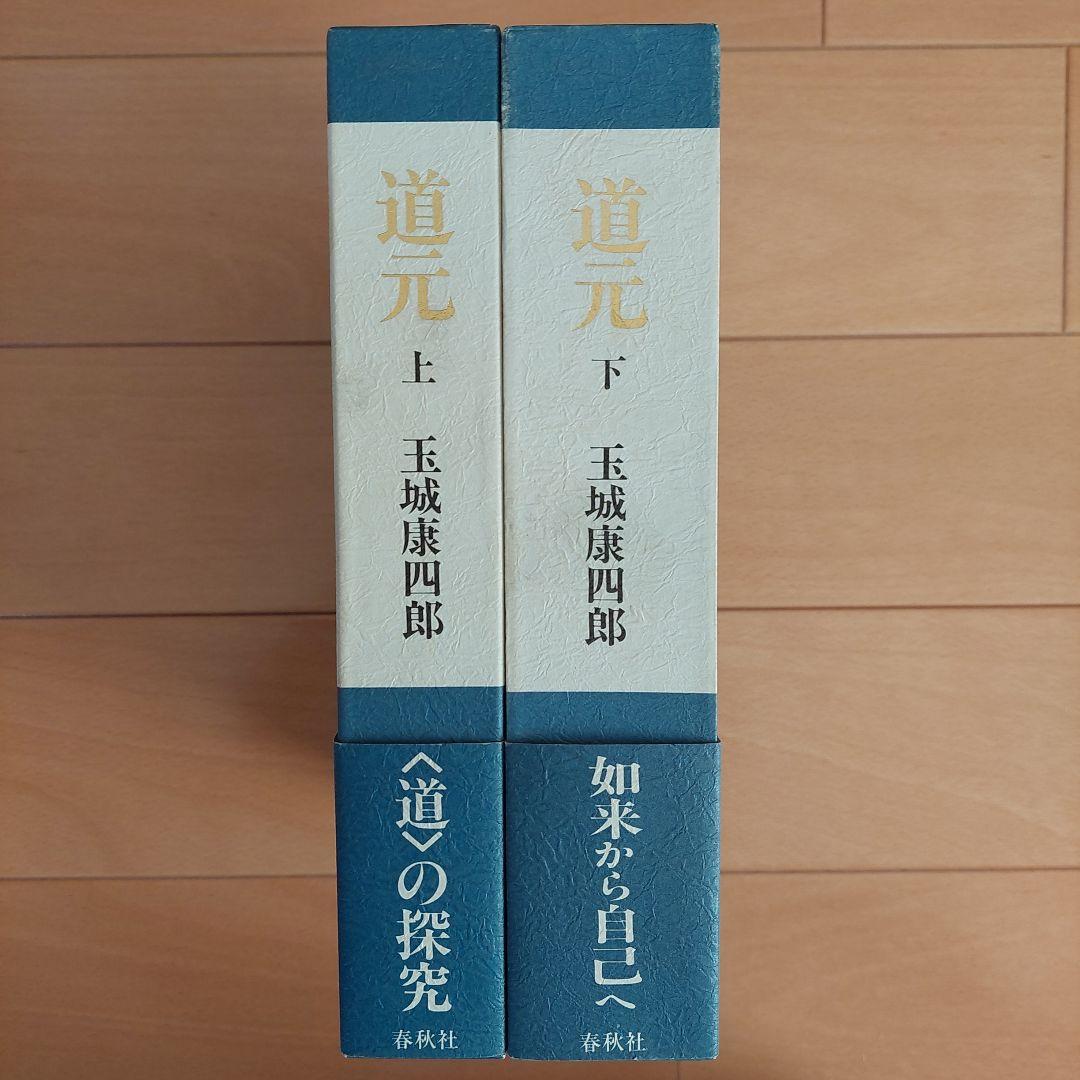 道元
上
玉城康四郎
〈道〉の探究
春秋社
道元
下
玉城康四郎
如来から自己へ
春秋社